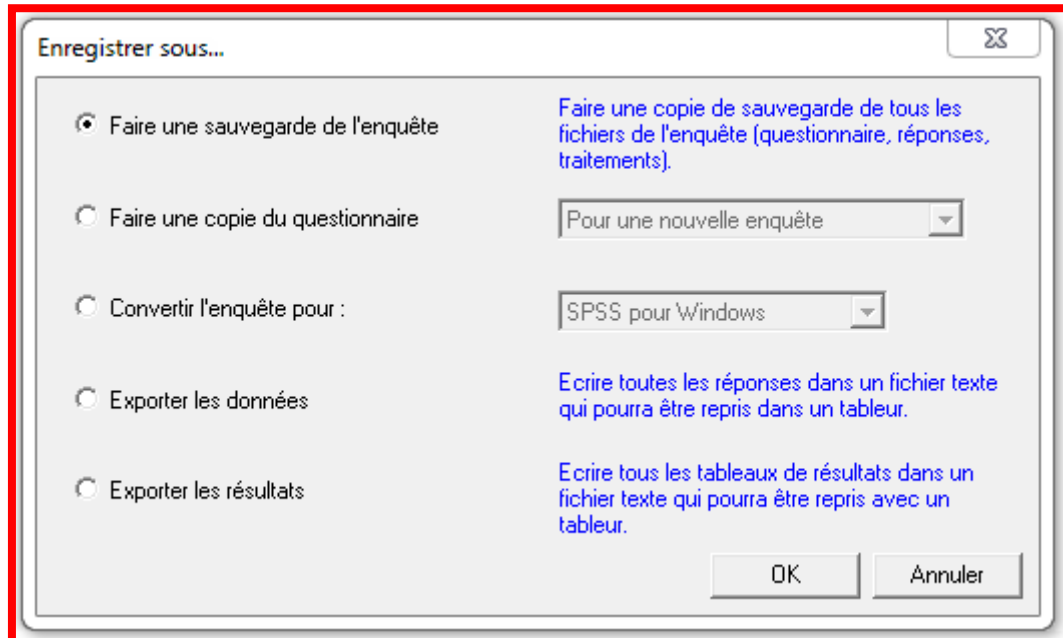 Enregistrer sous...
Faire une sauvegarde de l'enquête
Faire une copie de sauvegarde de tous les
fichiers de l'enquête (questionnaire, réponses,
traitements).
Faire une copie du questionnaire
Pour une nouvelle enquête
Convertir l'enquête pour :
SPSS pour Windows
Exporter les données
Ecrire toutes les réponses dans un fichier texte
qui pourra être repris dans un tableur.
Exporter les résultats
Ecrire tous les tableaux de résultats dans un
fichier texte qui pourra être repris avec un
tableur.
OK
Annuler